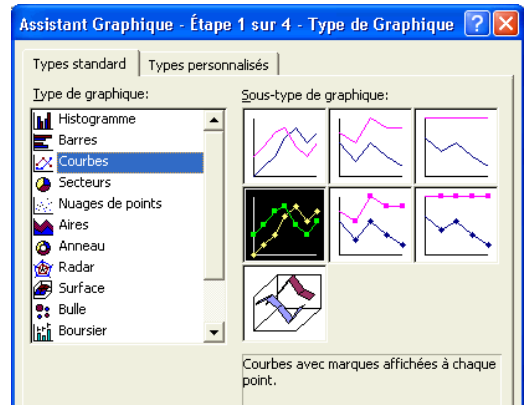 Assistant Graphique - Étape 1 sur 4 - Type de Graphique
Types standard
Types personnalisés
Type de graphique:
Histogramme
Barres
Courbes
Secteurs
Nuages de points
Aires
Anneau
Radar
Surface
Bulle
Boursier
Sous-type de graphique:
Courbes avec marques affichées à chaque
point.